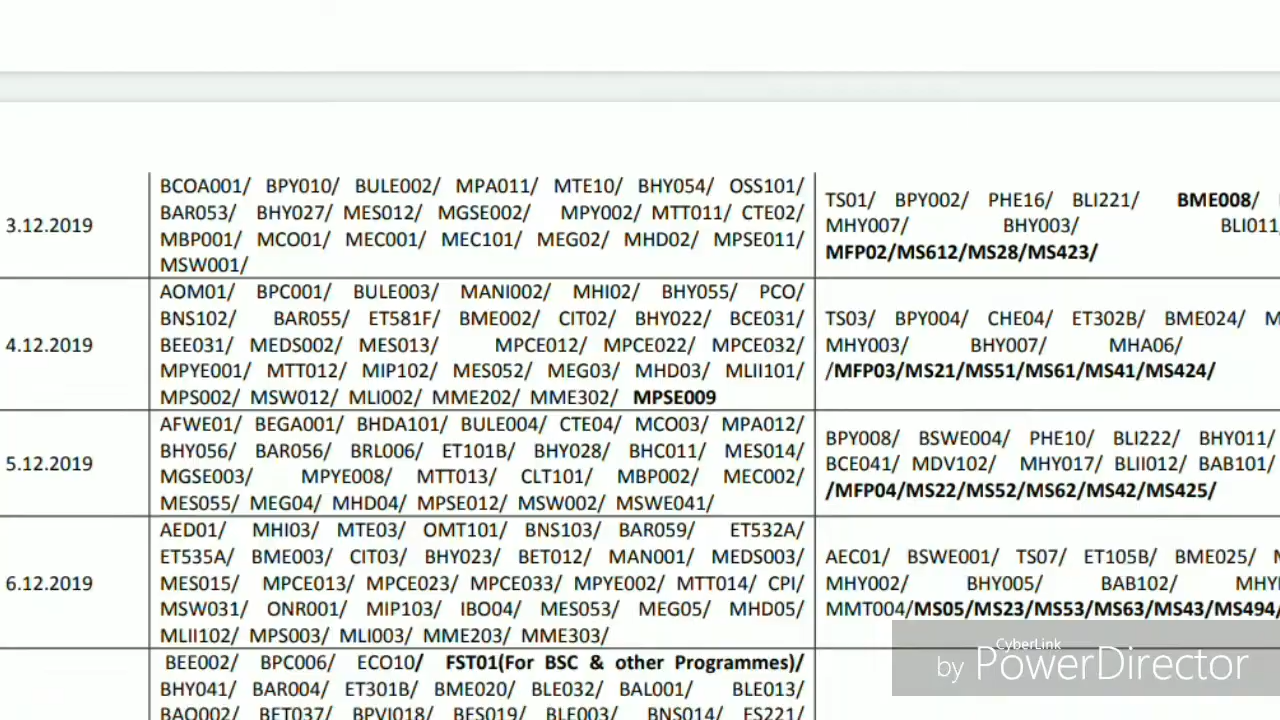 3.12.2019
BCOA001/ BPY010/ BULE002/ MPA011/ MTE10/ BHY054/ OSS101/
BAR053/ BHY027/ MES012/ MGSE002/ MPY002/ MTT011/ CTE02/
MBP001/ MCO01/ MEC001/ MEC101/ MEG02/ MHD02/ MPSE011/
MSW001/
TS01/ BPY002/ PHE16/ BLI221/ BME008/
MHY007/ BHY003/ BLI011/
MFP02/MS612/MS28/MS423/
4.12.2019
AOM01/ BPC001/ BULE003/ MANI002/ MHI02/ BHY055/ PCO/
BNS102/ BAR055/ ET581F/ BME002/ CIT02/ BHY022/ BCE031/
BEE031/ MEDS002/ MES013/ MPCE012/ MPCE022/ MPCE032/
MPYE001/ MTT012/ MIP102/ MES052/ MEG03/ MHD03/ MLII101/
MPS002/ MSW012/ MLI002/ MME202/ MME302/ MPSE009
TS03/ BPY004/ CHE04/ ET302B/ BME024/
MHY003/ BHY007/ MHA06/
/MFP03/MS21/MS51/MS61/MS41/MS424/
5.12.2019
AFWE01/ BEGA001/ BHDA101/ BULE004/ CTE04/ MCO03/ MPA012/
BHY056/ BAR056/ BRL006/ ET101B/ BHY028/ BHC011/ MES014/
MGSE003/ MPYE008/ MTT013/ CLT101/ MBP002/ MEC002/
MES055/ MEG04/ MHD04/ MPSE012/ MSW002/ MSWE041/
BPY008/ BSWE004/ PHE10/ BLI222/ BHY011/
BCE041/ MDV102/ MHY017/ BLII012/ BAB101/
/MFP04/MS22/MS52/MS62/MS42/MS425/
6.12.2019
AED01/ MHI03/ MTE03/ OMT101/ BNS103/ BAR059/ ET532A/
ET535A/ BME003/ CIT03/ BHY023/ BET012/ MAN001/ MEDS003/
MES015/ MPCE013/ MPCE023/ MPCE033/ MPYE002/ MTT014/ CPI/
MSW031/ ONR001/ MIP103/ IBO04/ MES053/ MEG05/ MHD05/
MLII102/ MPS003/ MLI003/ MME203/ MME303/
AEC01/ BSWE001/ TS07/ ET105B/ BME025/
MHY002/ BHY005/ BAB102/
MMT004/MS05/MS23/MS53/MS63/MS43/MS494/
BEE002/ BPC006/ ECO10/ FST01(For BSC & other Programmes)/
BHY041/ BAR004/ ET301B/ BME020/ BLE032/ BAL001/ BLE013/
BAO002/ BET037/ BPVI018/ BES019/ BLE003/ BNS014/ ES221/
CyberLink
by PowerDirector